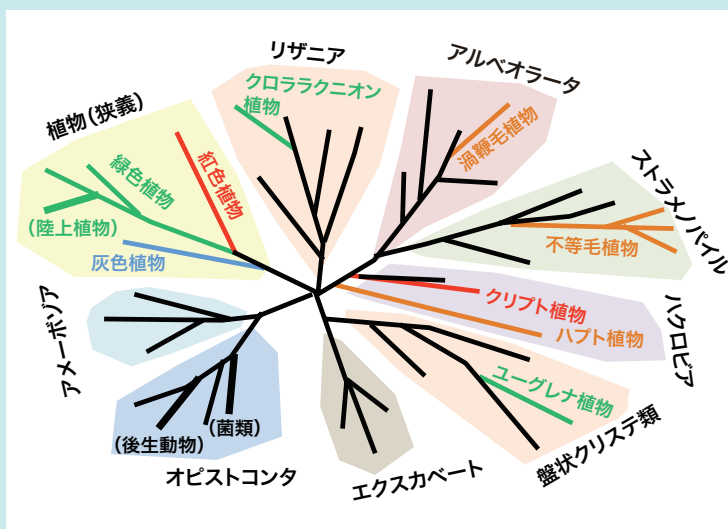 リザニア
アルベオラータ
クロララクニオン
植物
植物(狭義)
渦鞭毛植物
緑色植物
紅色植物
ストラメノパイル
(陸上植物)
不等毛植物
灰色植物
クリプト植物
ハクロビア
アメーボゾア
ハプト植物
ユーグレナ植物
(菌類)
(後生動物)
盤状クリステ類
オピストコンタ
エクスカベート